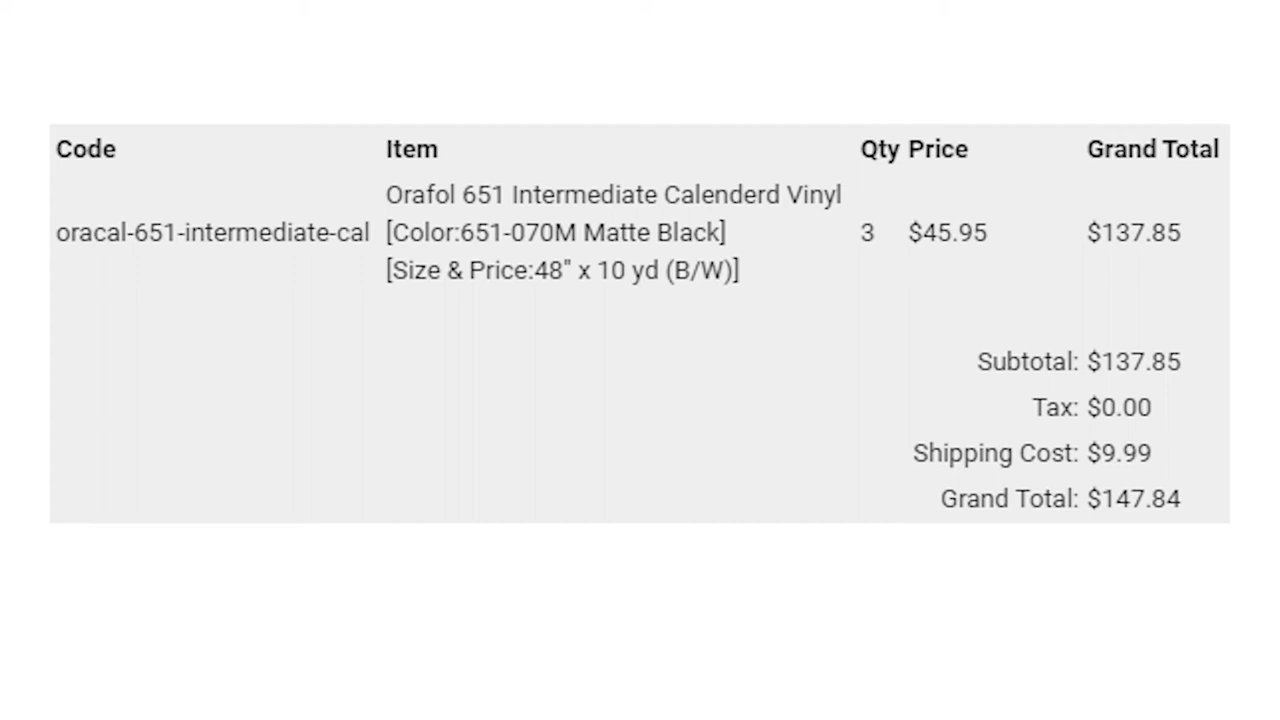 Code Item Qty Price Grand Total
Orafol 651 Intermediate Calenderd Vinyl
oracal-651-intermediate-cal [Color:651-070M Matte Black] 3 $45.95 $137.85
[Size & Price:48" x 10 yd (B/W)]
Subtotal: $137.85
Tax: $0.00
Shipping Cost: $9.99
Grand Total: $147.84